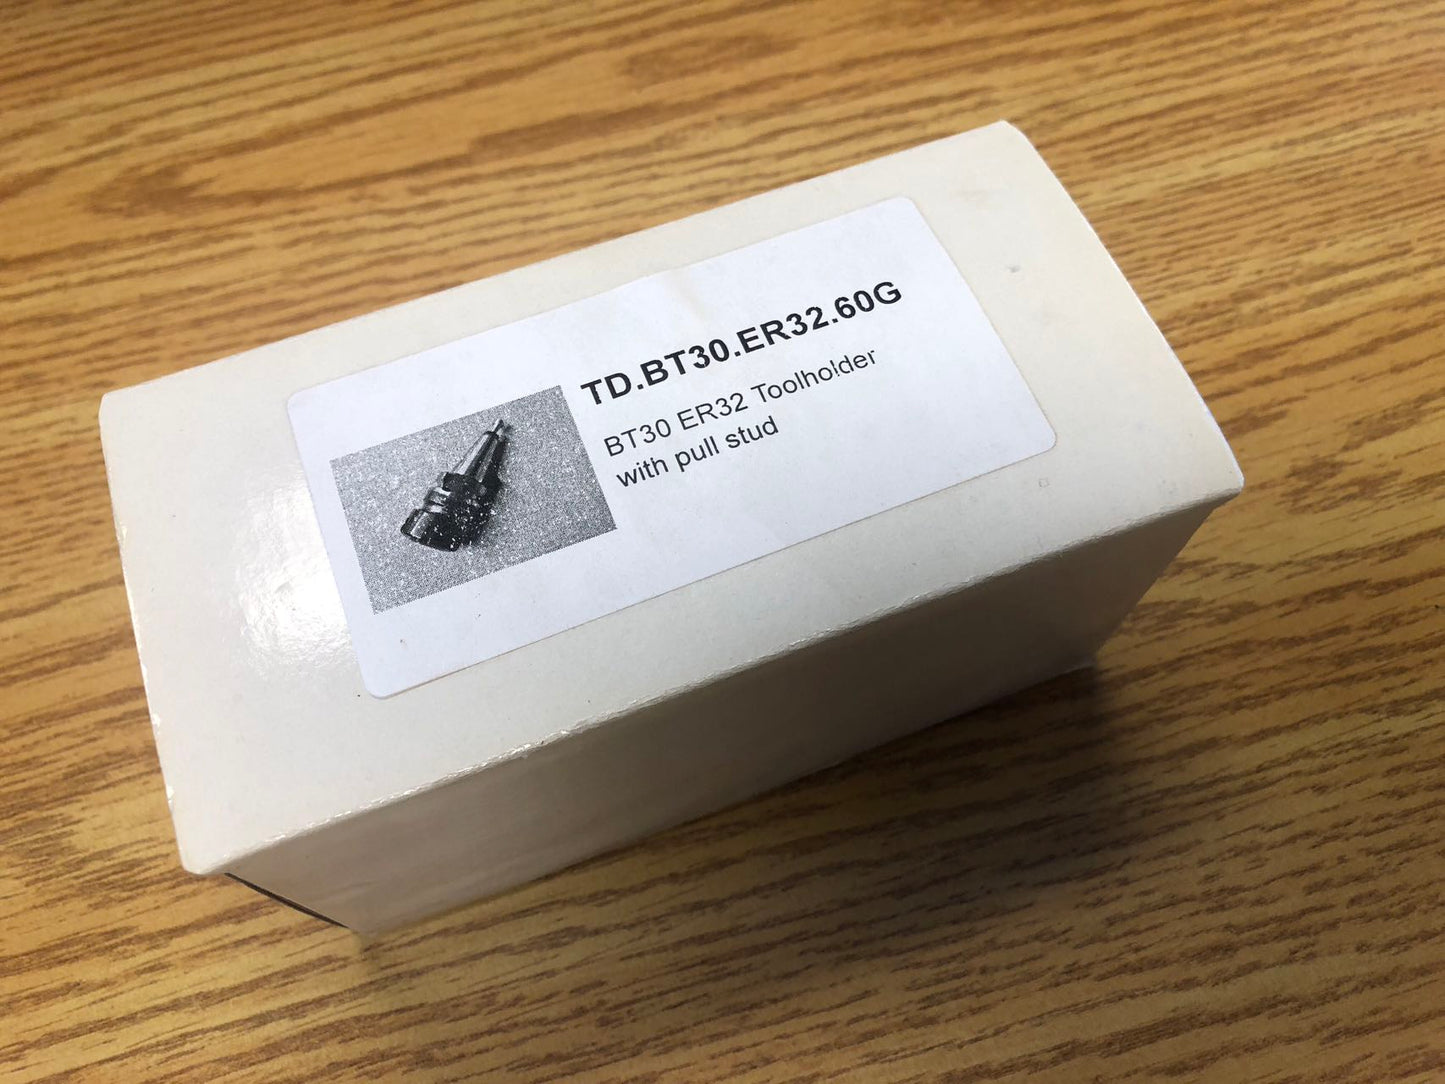 TD.BT30.ER32.60G
BT30 ER32 Toolholder
with pull stud